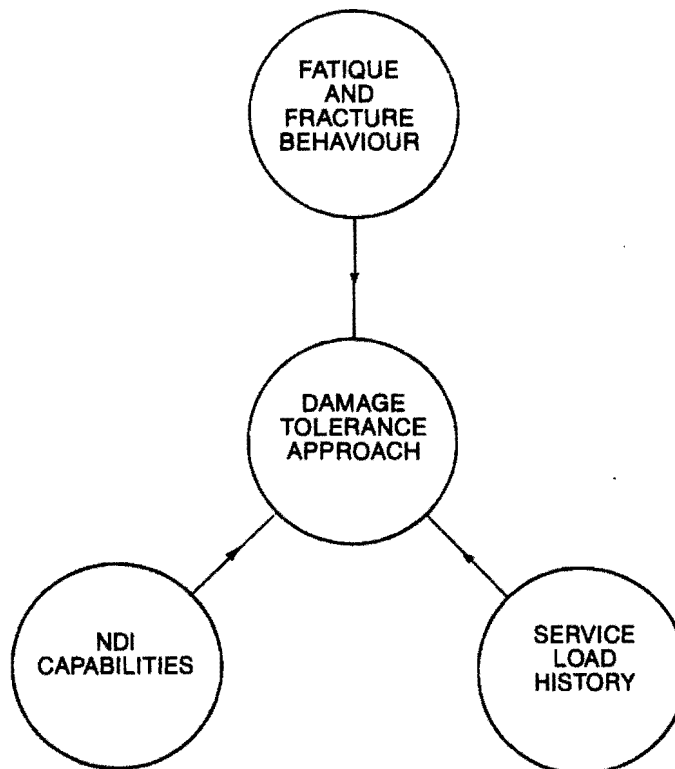 FATIQUE
AND
FRACTURE
BEHAVIOUR
DAMAGE
TOLERANCE
APPROACH
NDI
CAPABILITIES
SERVICE
LOAD
HISTORY